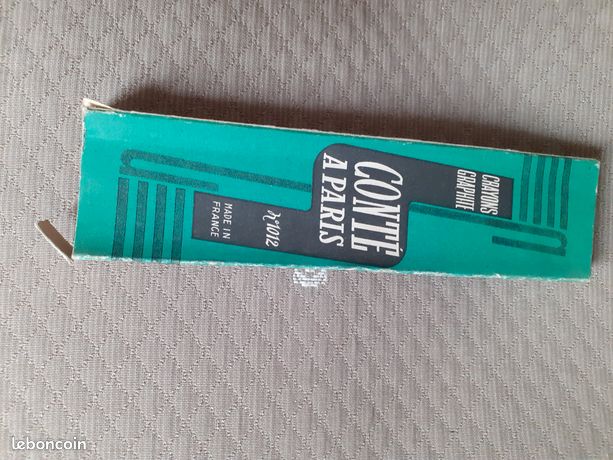 CRAYONS
GRAPHITE
CONTÉ
A PARIS
N°1012
MADE IN
FRANCE
leboncoin